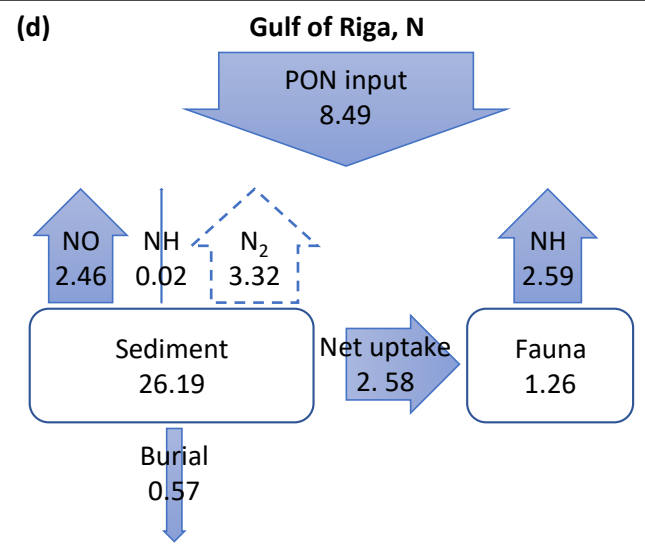 (d)
Gulf of Riga, N
PON input
8.49
NO
2.46
NH
0.02
N₂
3.32
NH
2.59
Sediment
26.19
Net uptake
2. 58
Fauna
1.26
Burial
0.57